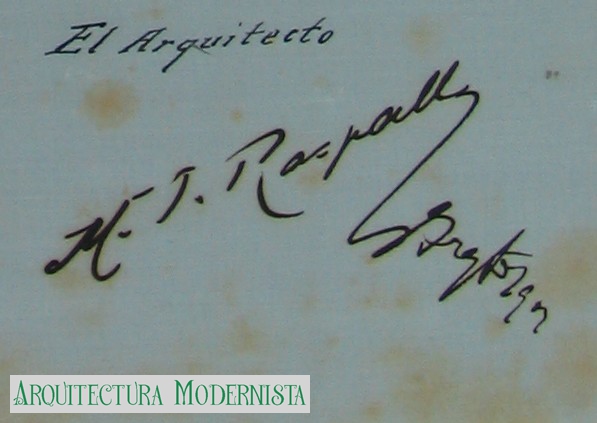 El Arquitecto
M. J. Raspall
ARQUITECTURA MODERNISTA